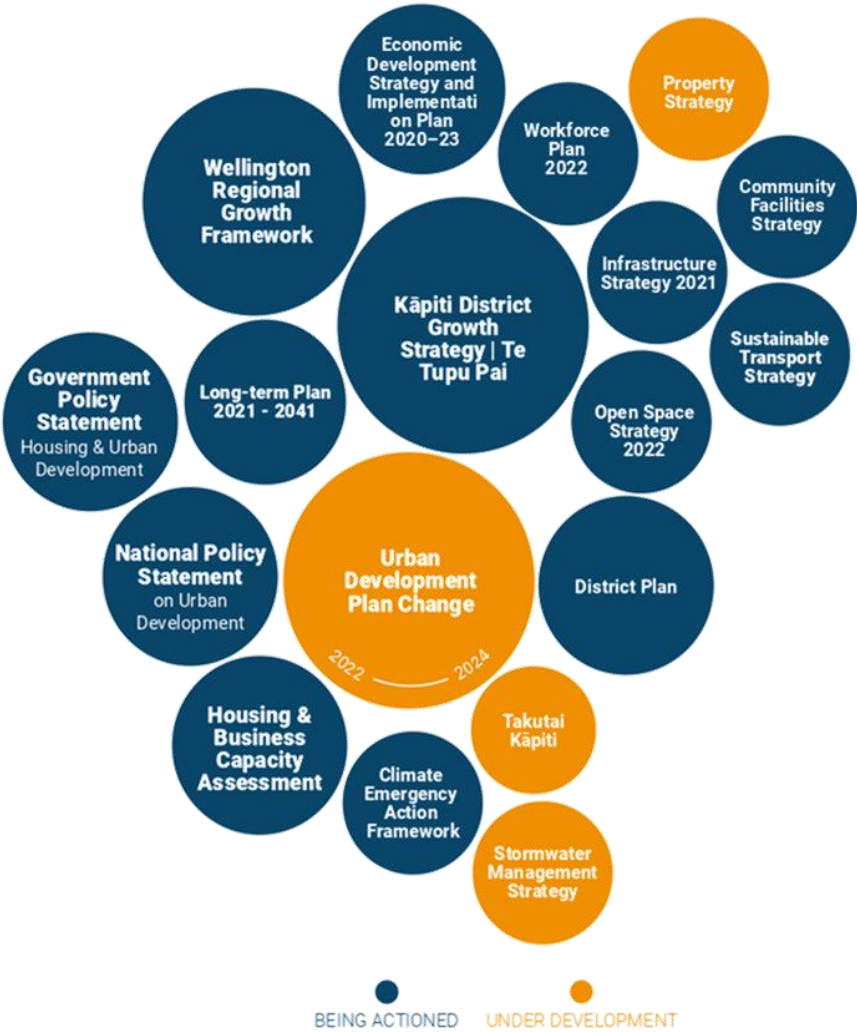 Economic
Development
Strategy and
Implementati
on Plan
2020–23
Property
Strategy
Workforce
Plan
2022
Wellington
Regional
Growth
Framework
Community
Facilities
Strategy
Infrastructure
Strategy 2021
Kāpiti District
Growth
Strategy | Te
Tupu Pai
Sustainable
Transport
Strategy
Government
Policy
Statement
Housing & Urban
Development
Long-term Plan
2021 - 2041
Open Space
Strategy
2022
National Policy
Statement
on Urban
Development
Urban
Development
Plan Change
2022
2024
District Plan
Housing &
Business
Capacity
Assessment
Takutai
Kāpiti
Climate
Emergency
Action
Framework
Stormwater
Management
Strategy
BEING ACTIONED
UNDER DEVELOPMENT